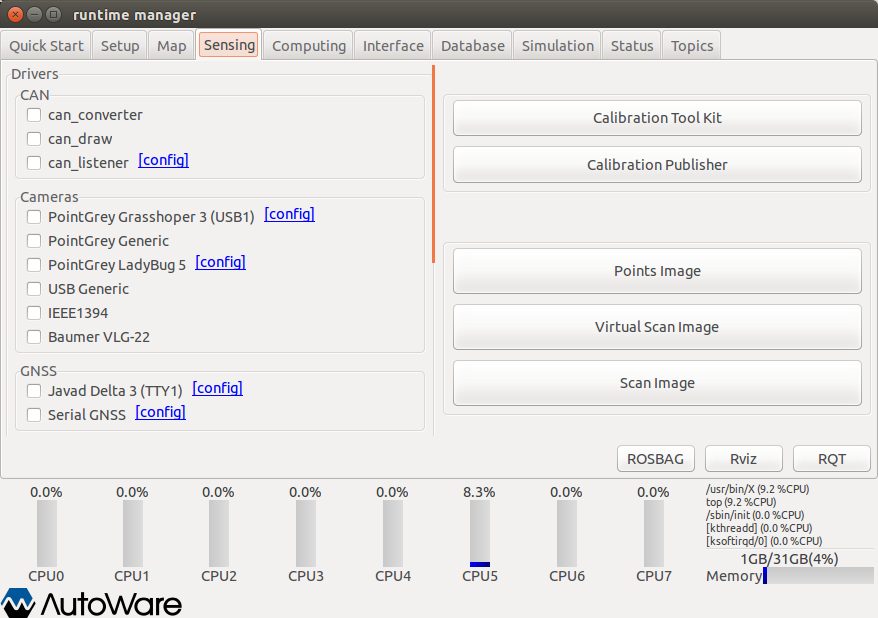 runtime manager
Quick Start Setup Map Sensing Computing Interface Database Simulation Status Topics
Drivers
CAN
can_converter
can_draw
can_listener [config]
Cameras
PointGrey Grasshoper 3 (USB1) [config]
PointGrey Generic
PointGrey LadyBug 5 [config]
USB Generic
IEEE1394
Baumer VLG-22
GNSS
Javad Delta 3 (TTY1) [config]
Serial GNSS [config]
Calibration Tool Kit
Calibration Publisher
Points Image
Virtual Scan Image
Scan Image
ROSBAG Rviz RQT
0.0% 0.0% 0.0% 0.0% 0.0% 8.3% 0.0% 0.0%
CPU0 CPU1 CPU2 CPU3 CPU4 CPU5 CPU6 CPU7
/usr/bin/X (9.2 %CPU)
top (9.2 %CPU)
/sbin/init (0.0 %CPU)
[kthreadd] (0.0 %CPU)
[ksoftirqd/0] (0.0 %CPU)
1GB/31GB(4%)
Memory
AutoWare